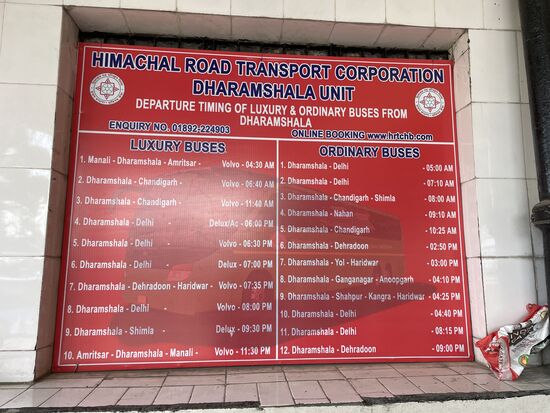 HIMACHAL ROAD TRANSPORT CORPORATION
DHARAMSHALA UNIT
DEPARTURE TIMING OF LUXURY & ORDINARY BUSES FROM
DHARAMSHALA
ENQUIRY NO. 01892-224903
ONLINE BOOKING www.hrtchb.com
LUXURY BUSES
1. Manali - Dharamshala - Amritsar - Volvo - 04:30 AM
2. Dharamshala - Chandigarh - Volvo - 06:40 AM
3. Dharamshala - Chandigarh - Volvo - 11:40 AM
4. Dharamshala - Delhi - Delux/Ac - 06:00 PM
5. Dharamshala - Delhi - Volvo - 06:30 PM
6. Dharamshala - Delhi - Delux - 07:00 PM
7. Dharamshala - Dehradoon - Haridwar - Volvo - 07:35 PM
8. Dharamshala - Delhi - Volvo - 08:00 PM
9. Dharamshala - Shimla - Delux - 09:30 PM
10. Amritsar - Dharamshala - Manali - Volvo - 11:30 PM
ORDINARY BUSES
1. Dharamshala - Delhi - 05:00 AM
2. Dharamshala - Delhi - 07:10 AM
3. Dharamshala - Chandigarh - Shimla - 08:00 AM
4. Dharamshala - Nahan - 09:10 AM
5. Dharamshala - Chandigarh - 10:25 AM
6. Dharamshala - Dehradoon - 02:50 PM
7. Dharamshala - Yol - Haridwar - 03:00 PM
8. Dharamshala - Ganganagar - Anoopgarh - 04:10 PM
9. Dharamshala - Shahpur - Kangra - Haridwar - 04:25 PM
10. Dharamshala - Delhi - 04:40 PM
11. Dharamshala - Delhi - 08:15 PM
12. Dharamshala - Dehradoon - 09:00 PM